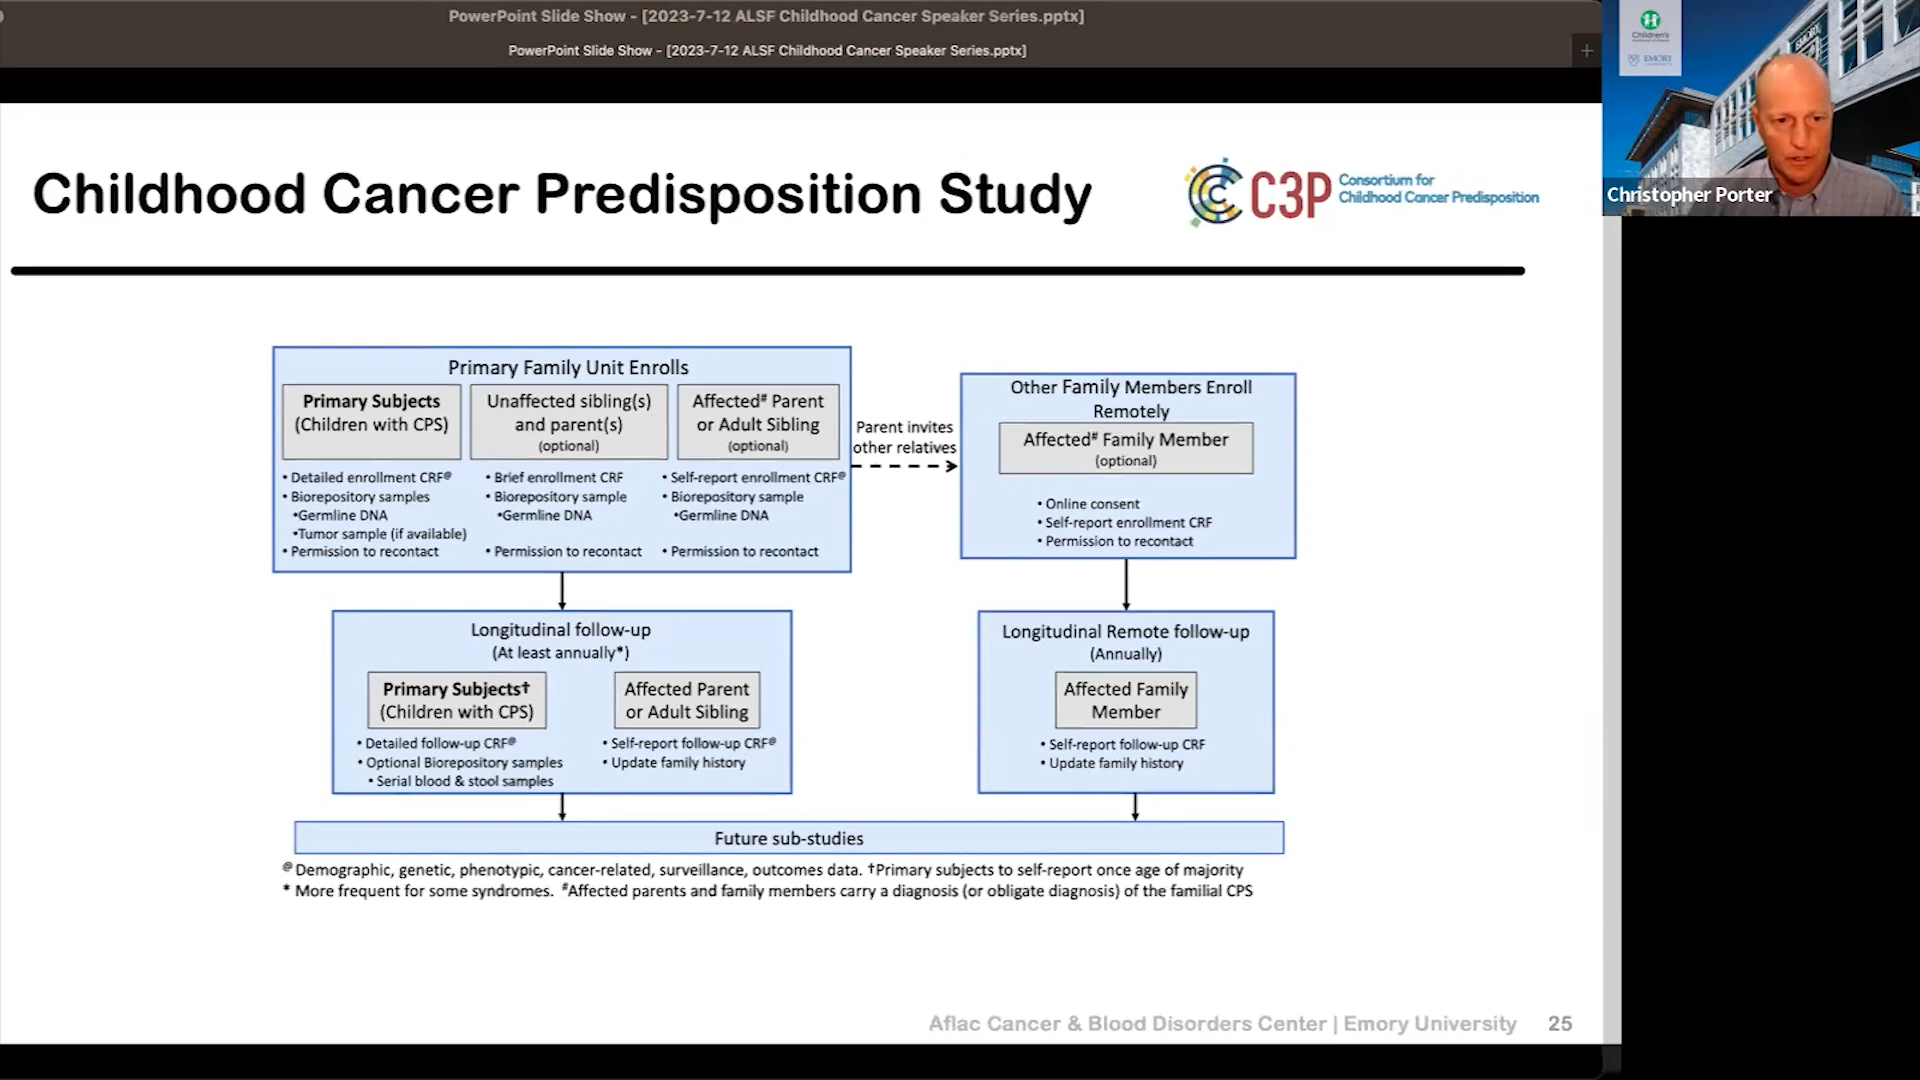 PowerPoint Slide Show - [2023-7-12 ALSF Childhood Cancer Speaker Series.pptx]
PowerPoint Slide Show - [2023-7-12 ALSF Childhood Cancer Speaker Series.pptx]
Children's
EMORY
EMORY
Christopher Porter
Childhood Cancer Predisposition Study
C3P
Consortium for
Childhood Cancer Predisposition
Primary Family Unit Enrolls
Primary Subjects
(Children with CPS)
• Detailed enrollment CRF@
• Biorepository samples
•Germline DNA
•Tumor sample (if available)
• Permission to recontact
Unaffected sibling(s)
and parent(s)
(optional)
• Brief enrollment CRF
• Biorepository sample
•Germline DNA
• Permission to recontact
Affected# Parent
or Adult Sibling
(optional)
• Self-report enrollment CRF@
• Biorepository sample
•Germline DNA
• Permission to recontact
Parent invites
other relatives
Other Family Members Enroll
Remotely
Affected# Family Member
(optional)
• Online consent
• Self-report enrollment CRF
• Permission to recontact
Longitudinal follow-up
(At least annually*)
Primary Subjects†
(Children with CPS)
• Detailed follow-up CRF@
• Optional Biorepository samples
• Serial blood & stool samples
Affected Parent
or Adult Sibling
• Self-report follow-up CRF@
• Update family history
Longitudinal Remote follow-up
(Annually)
Affected Family
Member
• Self-report follow-up CRF
• Update family history
Future sub-studies
@ Demographic, genetic, phenotypic, cancer-related, surveillance, outcomes data. †Primary subjects to self-report once age of majority
* More frequent for some syndromes. #Affected parents and family members carry a diagnosis (or obligate diagnosis) of the familial CPS
Aflac Cancer & Blood Disorders Center | Emory University 25